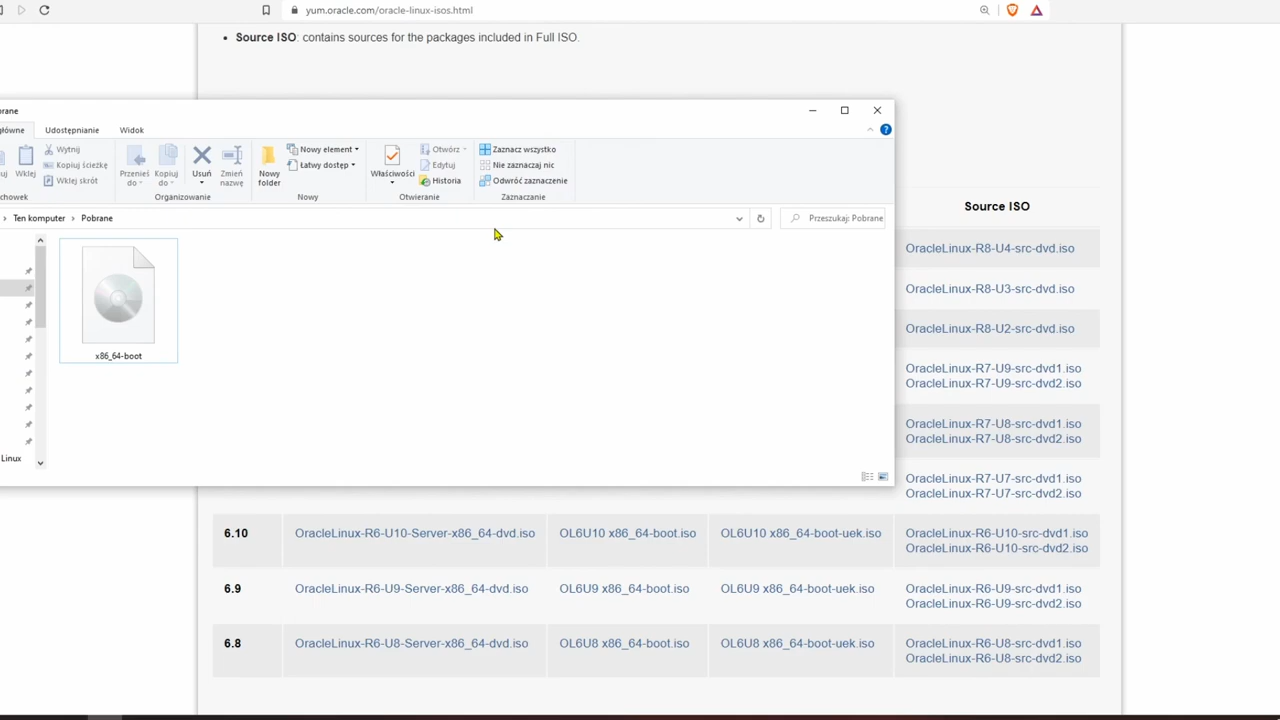 yum.oracle.com/oracle-linux-isos.html
• Source ISO: contains sources for the packages included in Full ISO.
brane
główne Udostępnianie Widok
Wklej
Wytnij
Kopiuj ścieżkę
Wklej skrót
Przenieś do
Kopiuj do
Usuń
Zmień nazwę
Nowy folder
Nowy element
Łatwy dostęp
Właściwości
Otwórz
Edytuj
Historia
Zaznacz wszystko
Nie zaznaczaj nic
Odwróć zaznaczenie
chowek Organizowanie Nowy Otwieranie Zaznaczanie
Ten komputer > Pobrane
Przeszukaj: Pobrane
x86_64-boot
Linux
Source ISO
OracleLinux-R8-U4-src-dvd.iso
OracleLinux-R8-U3-src-dvd.iso
OracleLinux-R8-U2-src-dvd.iso
OracleLinux-R7-U9-src-dvd1.iso
OracleLinux-R7-U9-src-dvd2.iso
OracleLinux-R7-U8-src-dvd1.iso
OracleLinux-R7-U8-src-dvd2.iso
OracleLinux-R7-U7-src-dvd1.iso
OracleLinux-R7-U7-src-dvd2.iso
6.10 OracleLinux-R6-U10-Server-x86_64-dvd.iso OL6U10 x86_64-boot.iso OL6U10 x86_64-boot-uek.iso OracleLinux-R6-U10-src-dvd1.iso
OracleLinux-R6-U10-src-dvd2.iso
6.9 OracleLinux-R6-U9-Server-x86_64-dvd.iso OL6U9 x86_64-boot.iso OL6U9 x86_64-boot-uek.iso OracleLinux-R6-U9-src-dvd1.iso
OracleLinux-R6-U9-src-dvd2.iso
6.8 OracleLinux-R6-U8-Server-x86_64-dvd.iso OL6U8 x86_64-boot.iso OL6U8 x86_64-boot-uek.iso OracleLinux-R6-U8-src-dvd1.iso
OracleLinux-R6-U8-src-dvd2.iso